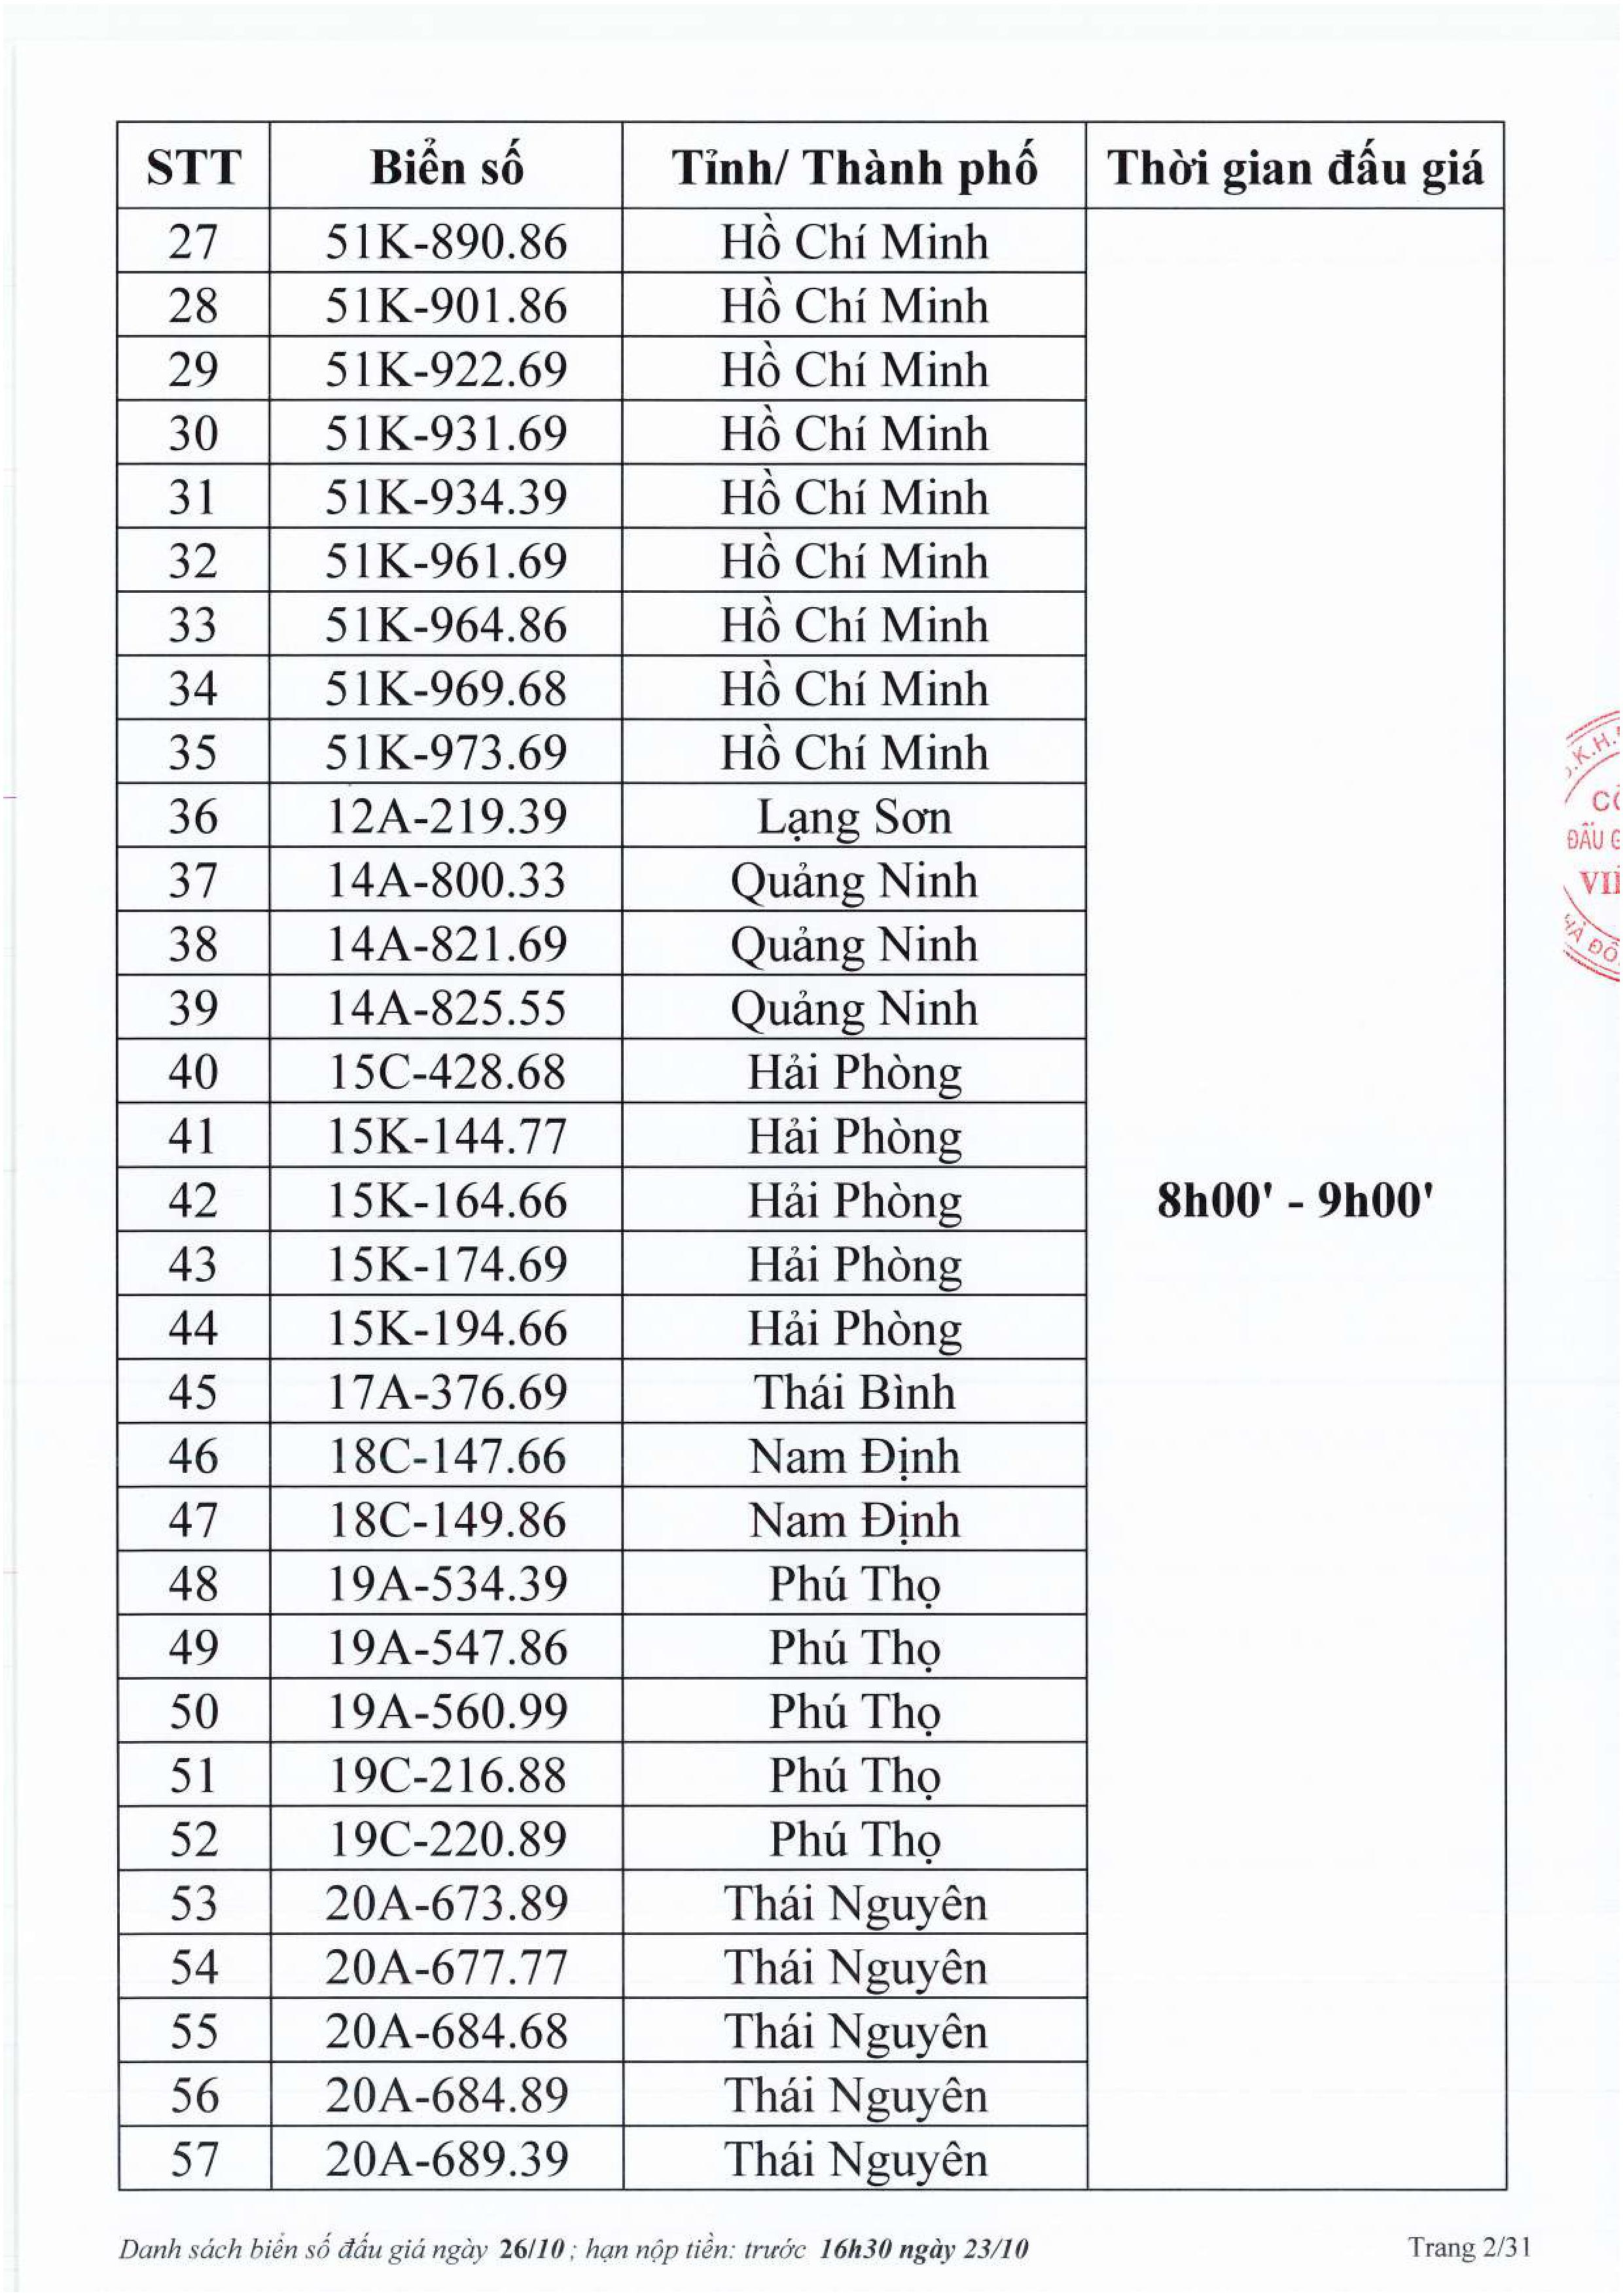 STT Biển số Tỉnh/ Thành phố Thời gian đấu giá
27 51K-890.86 Hồ Chí Minh
28 51K-901.86 Hồ Chí Minh
29 51K-922.69 Hồ Chí Minh
30 51K-931.69 Hồ Chí Minh
31 51K-934.39 Hồ Chí Minh
32 51K-961.69 Hồ Chí Minh
33 51K-964.86 Hồ Chí Minh
34 51K-969.68 Hồ Chí Minh
35 51K-973.69 Hồ Chí Minh
36 12A-219.39 Lạng Sơn
37 14A-800.33 Quảng Ninh
38 14A-821.69 Quảng Ninh
39 14A-825.55 Quảng Ninh
40 15C-428.68 Hải Phòng
41 15K-144.77 Hải Phòng
42 15K-164.66 Hải Phòng 8h00' - 9h00'
43 15K-174.69 Hải Phòng
44 15K-194.66 Hải Phòng
45 17A-376.69 Thái Bình
46 18C-147.66 Nam Định
47 18C-149.86 Nam Định
48 19A-534.39 Phú Thọ
49 19A-547.86 Phú Thọ
50 19A-560.99 Phú Thọ
51 19C-216.88 Phú Thọ
52 19C-220.89 Phú Thọ
53 20A-673.89 Thái Nguyên
54 20A-677.77 Thái Nguyên
55 20A-684.68 Thái Nguyên
56 20A-684.89 Thái Nguyên
57 20A-689.39 Thái Nguyên
Danh sách biển số đấu giá ngày 26/10 ; hạn nộp tiền: trước 16h30 ngày 23/10 Trang 2/31
ĐẤU